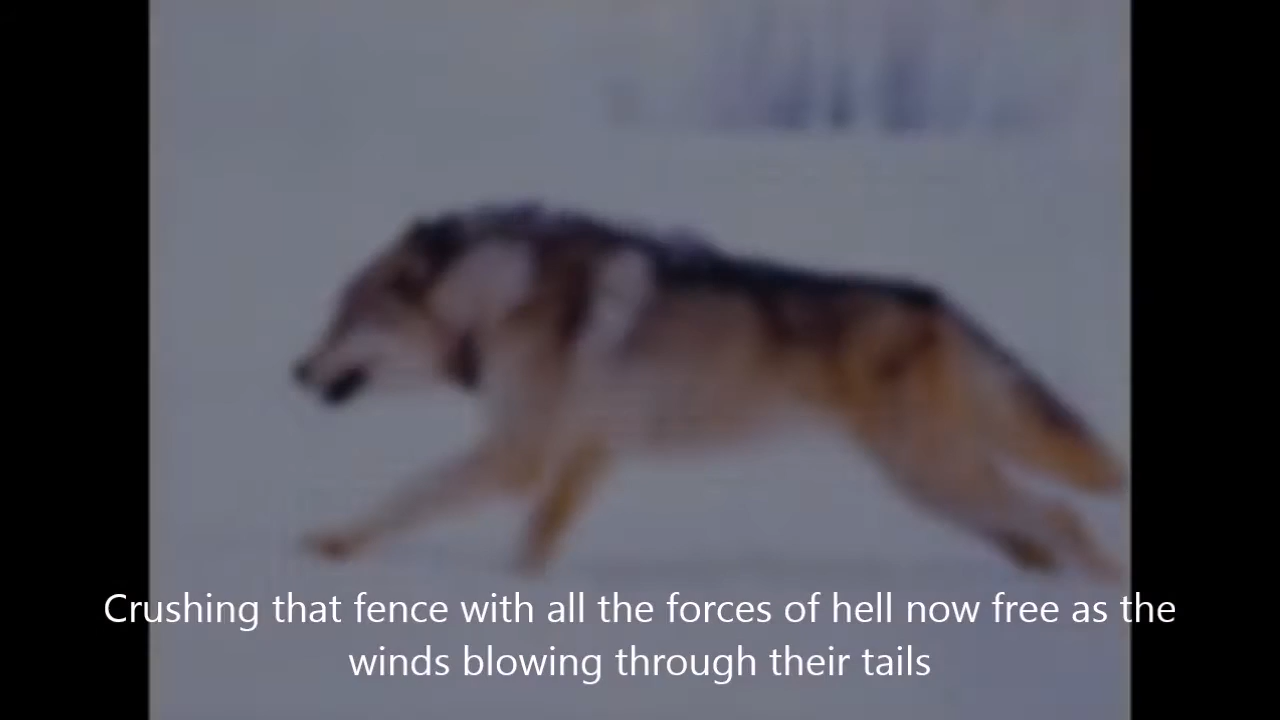 Crushing that fence with all the forces of hell now free as the
winds blowing through their tails